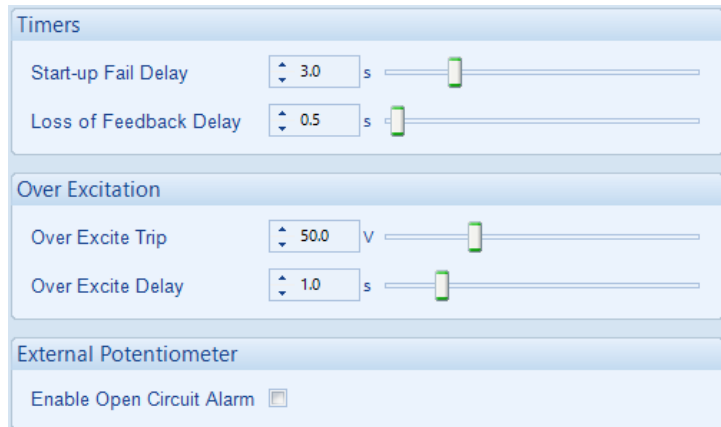 Timers
Start-up Fail Delay 3.0 s
Loss of Feedback Delay 0.5 s
Over Excitation
Over Excite Trip 50.0 V
Over Excite Delay 1.0 s
External Potentiometer
Enable Open Circuit Alarm